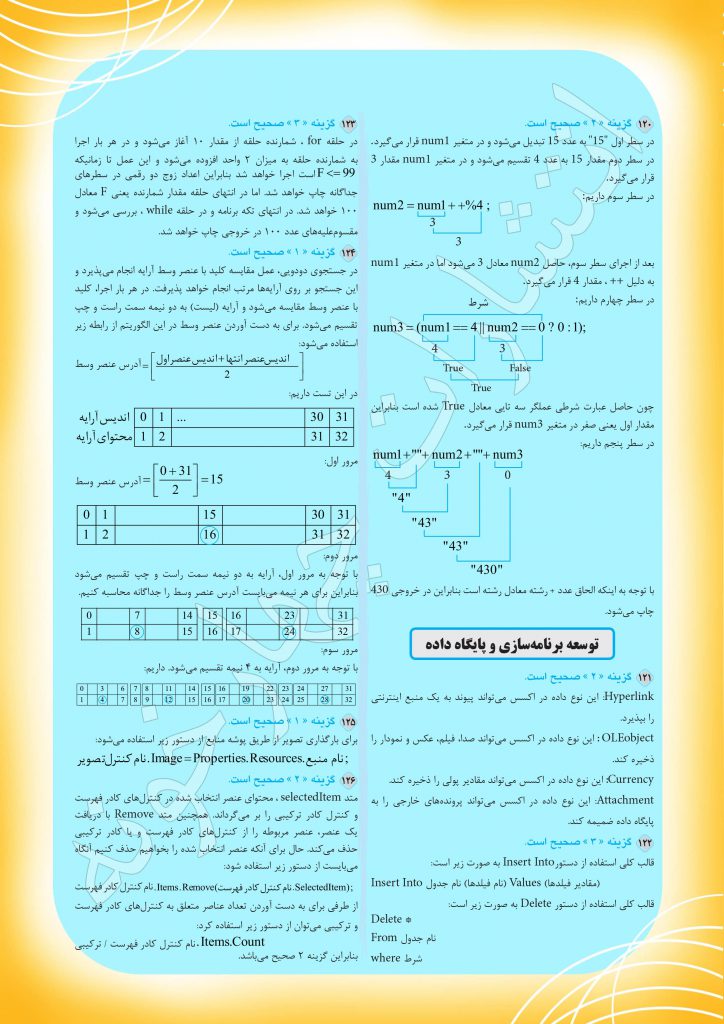 ۱۲۰ گزینه « ۲ » صحیح است.
در سطر اول "15" به عدد 15 تبدیل می‌شود و در متغیر num1 قرار می‌گیرد.
در سطر دوم مقدار 15 به عدد 4 تقسیم می‌شود و در متغیر num1 مقدار 3
قرار می‌گیرد.
در سطر سوم داریم:
num2 = num1 + +%4 ;
3
3
بعد از اجرای سطر سوم، حاصل num2 معادل 3 می‌شود اما در متغیر num1
به دلیل ++ ، مقدار 4 قرار می‌گیرد.
در سطر چهارم داریم:
شرط
num3 = (num1 == 4 || num2 == 0 ? 0 : 1);
4 3
True False
True
چون حاصل عبارت شرطی عملگر سه تایی معادل True شده است بنابراین
مقدار اول یعنی صفر در متغیر num3 قرار می‌گیرد.
در سطر پنجم داریم:
num1 + "" + num2 + "" + num3
4 3 0
"4"
"43"
"43"
"430"
با توجه به اینکه الحاق عدد + رشته معادل رشته است بنابراین در خروجی 430
چاپ می‌شود.
توسعه برنامه‌سازی و پایگاه داده
۱۲۱ گزینه « ۲ » صحیح است.
Hyperlink: این نوع داده در اکسس می‌تواند پیوند به یک منبع اینترنتی
را بپذیرد.
OLEobject : این نوع داده در اکسس می‌تواند صدا، فیلم، عکس و نمودار را
ذخیره کند.
Currency: این نوع داده در اکسس می‌تواند مقادیر پولی را ذخیره کند.
Attachment: این نوع داده در اکسس می‌تواند پرونده‌های خارجی را به
پایگاه داده ضمیمه کند.
۱۲۲ گزینه « ۳ » صحیح است.
قالب کلی استفاده از دستور Insert Into به صورت زیر است:
Insert Into نام جدول (نام فیلدها) Values (مقادیر فیلدها)
قالب کلی استفاده از دستور Delete به صورت زیر است:
Delete *
From نام جدول
where شرط
۱۲۳ گزینه « ۳ » صحیح است.
در حلقه for ، شمارنده حلقه از مقدار ۱۰ آغاز می‌شود و در هر بار اجرا
به شمارنده حلقه به میزان ۲ واحد افزوده می‌شود و این عمل تا زمانیکه
F <= 99 است اجرا خواهد شد بنابراین اعداد زوج دو رقمی در سطرهای
جداگانه چاپ خواهد شد. اما در انتهای حلقه مقدار شمارنده یعنی F معادل
۱۰۰ خواهد شد. در انتهای تکه برنامه و در حلقه while ، بررسی می‌شود و
مقسوم‌علیه‌های عدد ۱۰۰ در خروجی چاپ خواهد شد.
۱۲۴ گزینه « ۱ » صحیح است.
در جستجوی دودویی، عمل مقایسه کلید با عنصر وسط آرایه انجام می‌پذیرد و
این جستجو بر روی آرایه‌ها مرتب انجام خواهد پذیرفت. در هر بار اجرا، کلید
با عنصر وسط مقایسه می‌شود و آرایه (لیست) به دو نیمه سمت راست و چپ
تقسیم می‌شود. برای به دست آوردن عنصر وسط در این الگوریتم از رابطه زیر
استفاده می‌شود:
آدرس عنصر وسط = [اندیس عنصر انتها + اندیس عنصر اول
2]
در این تست داریم:
اندیس آرایه 0 1 ... 30 31
محتوای آرایه 1 2 31 32
مرور اول:
آدرس عنصر وسط = [0 + 31
2] = 15
0 1 15 30 31
1 2 16 31 32
مرور دوم:
با توجه به مرور اول، آرایه به دو نیمه سمت راست و چپ تقسیم می‌شود
بنابراین برای هر نیمه می‌بایست آدرس عنصر وسط را جداگانه محاسبه کنیم.
0 7 14 15 16 23 31
1 8 15 16 17 24 32
مرور سوم:
با توجه به مرور دوم، آرایه به ۴ نیمه تقسیم می‌شود. داریم:
0 3 6 7 8 11 14 15 16 19 22 23 24 27 31
1 4 7 8 9 12 15 16 17 20 23 24 25 28 32
۱۲۵ گزینه « ۱ » صحیح است.
برای بارگذاری تصویر از طریق پوشه منابع از دستور زیر استفاده می‌شود:
نام کنترل تصویر.Image = Properties.Resources.نام منبع ;
۱۲۶ گزینه « ۲ » صحیح است.
متد selectedItem ، محتوای عنصر انتخاب شده در کنترل‌های کادر فهرست
و کنترل کادر ترکیبی را بر می‌گرداند. همچنین متد Remove با دریافت
یک عنصر، عنصر مربوطه را از کنترل‌های کادر فهرست و یا کادر ترکیبی
حذف می‌کند. حال برای آنکه عنصر انتخاب شده را بخواهیم حذف کنیم آنگاه
می‌بایست از دستور زیر استفاده شود:
نام کنترل کادر فهرست.Items.Remove(نام کنترل کادر فهرست.SelectedItem);
از طرفی برای به دست آوردن تعداد عناصر متعلق به کنترل‌های کادر فهرست
و ترکیبی می‌توان از دستور زیر استفاده کرد:
نام کنترل کادر فهرست / ترکیبی.Items.Count
بنابراین گزینه ۲ صحیح می‌باشد.
انتشارات چهارخونه